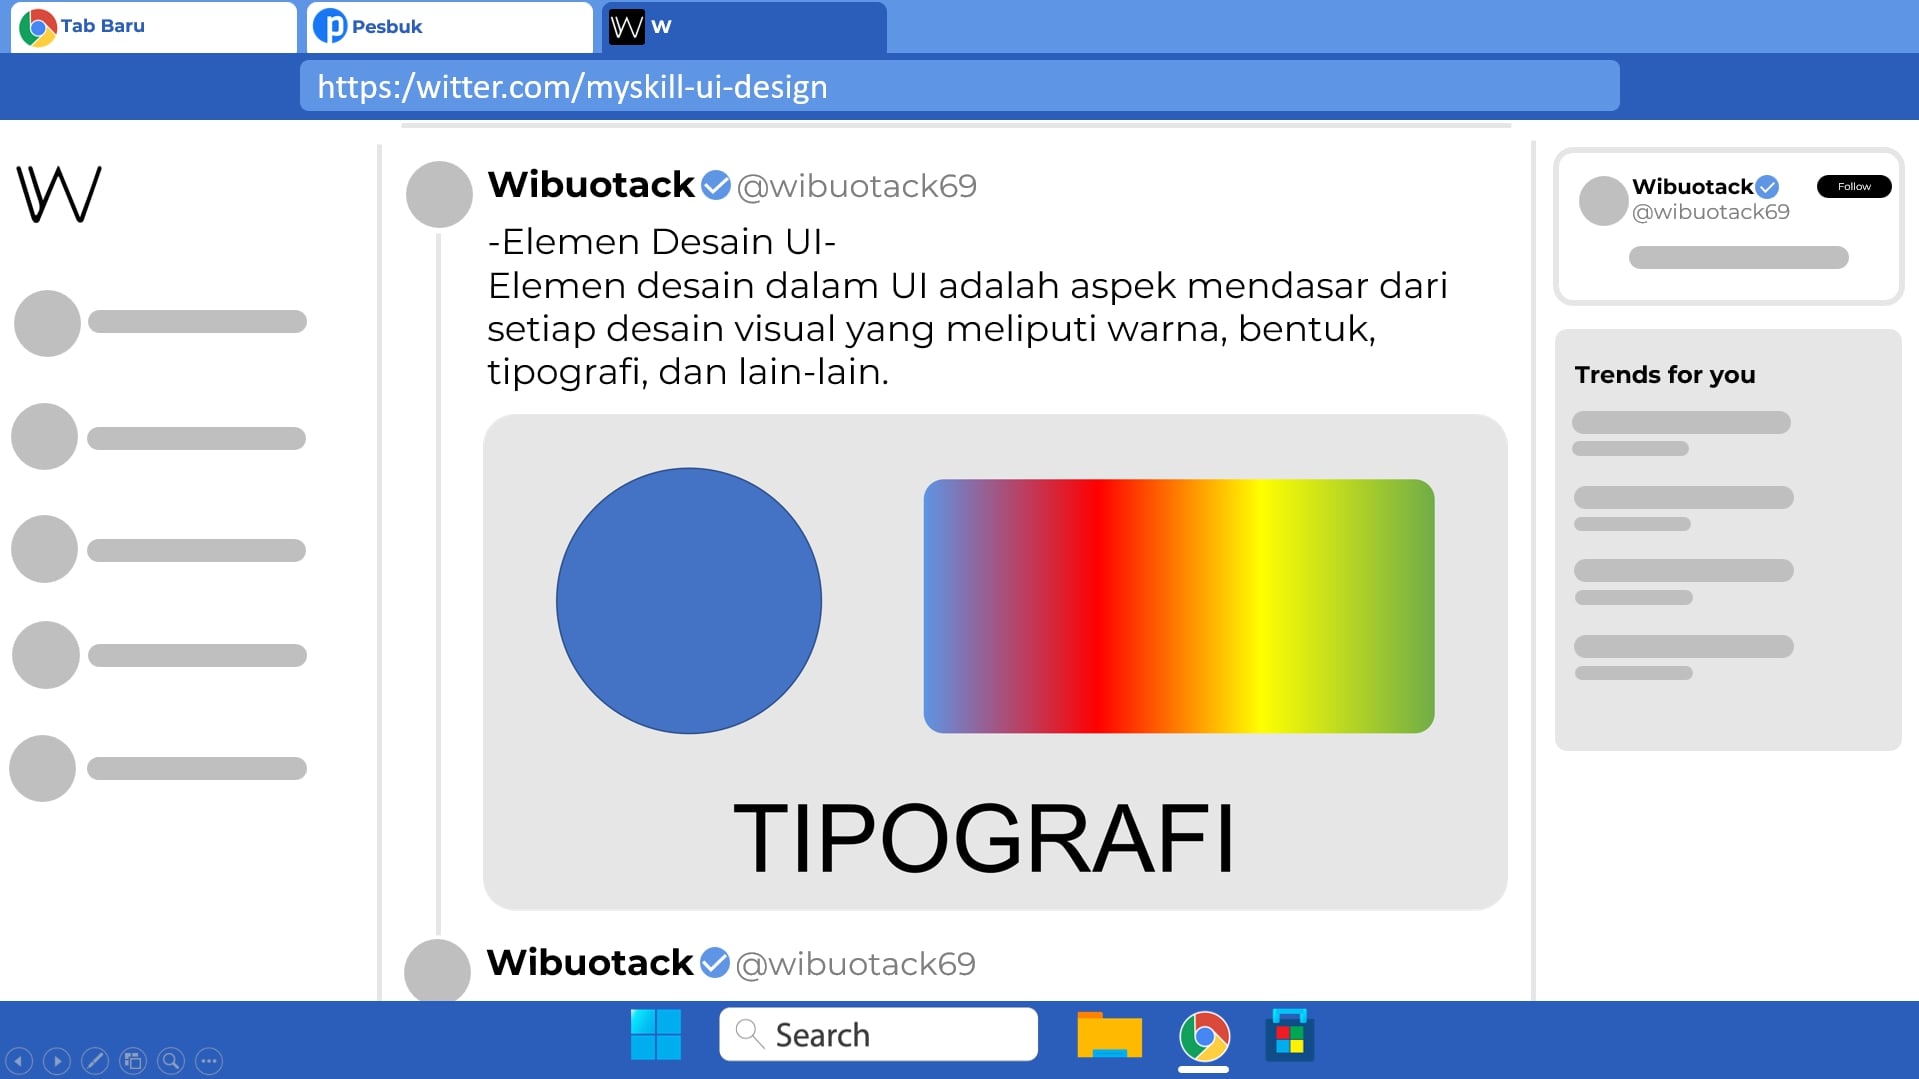 Tab Baru
Pesbuk
W
https:/witter.com/myskill-ui-design
W
Wibuotack @wibuotack69
-Elemen Desain UI-
Elemen desain dalam UI adalah aspek mendasar dari
setiap desain visual yang meliputi warna, bentuk,
tipografi, dan lain-lain.
TIPOGRAFI
Wibuotack @wibuotack69
Wibuotack
@wibuotack69
Follow
Trends for you
Search